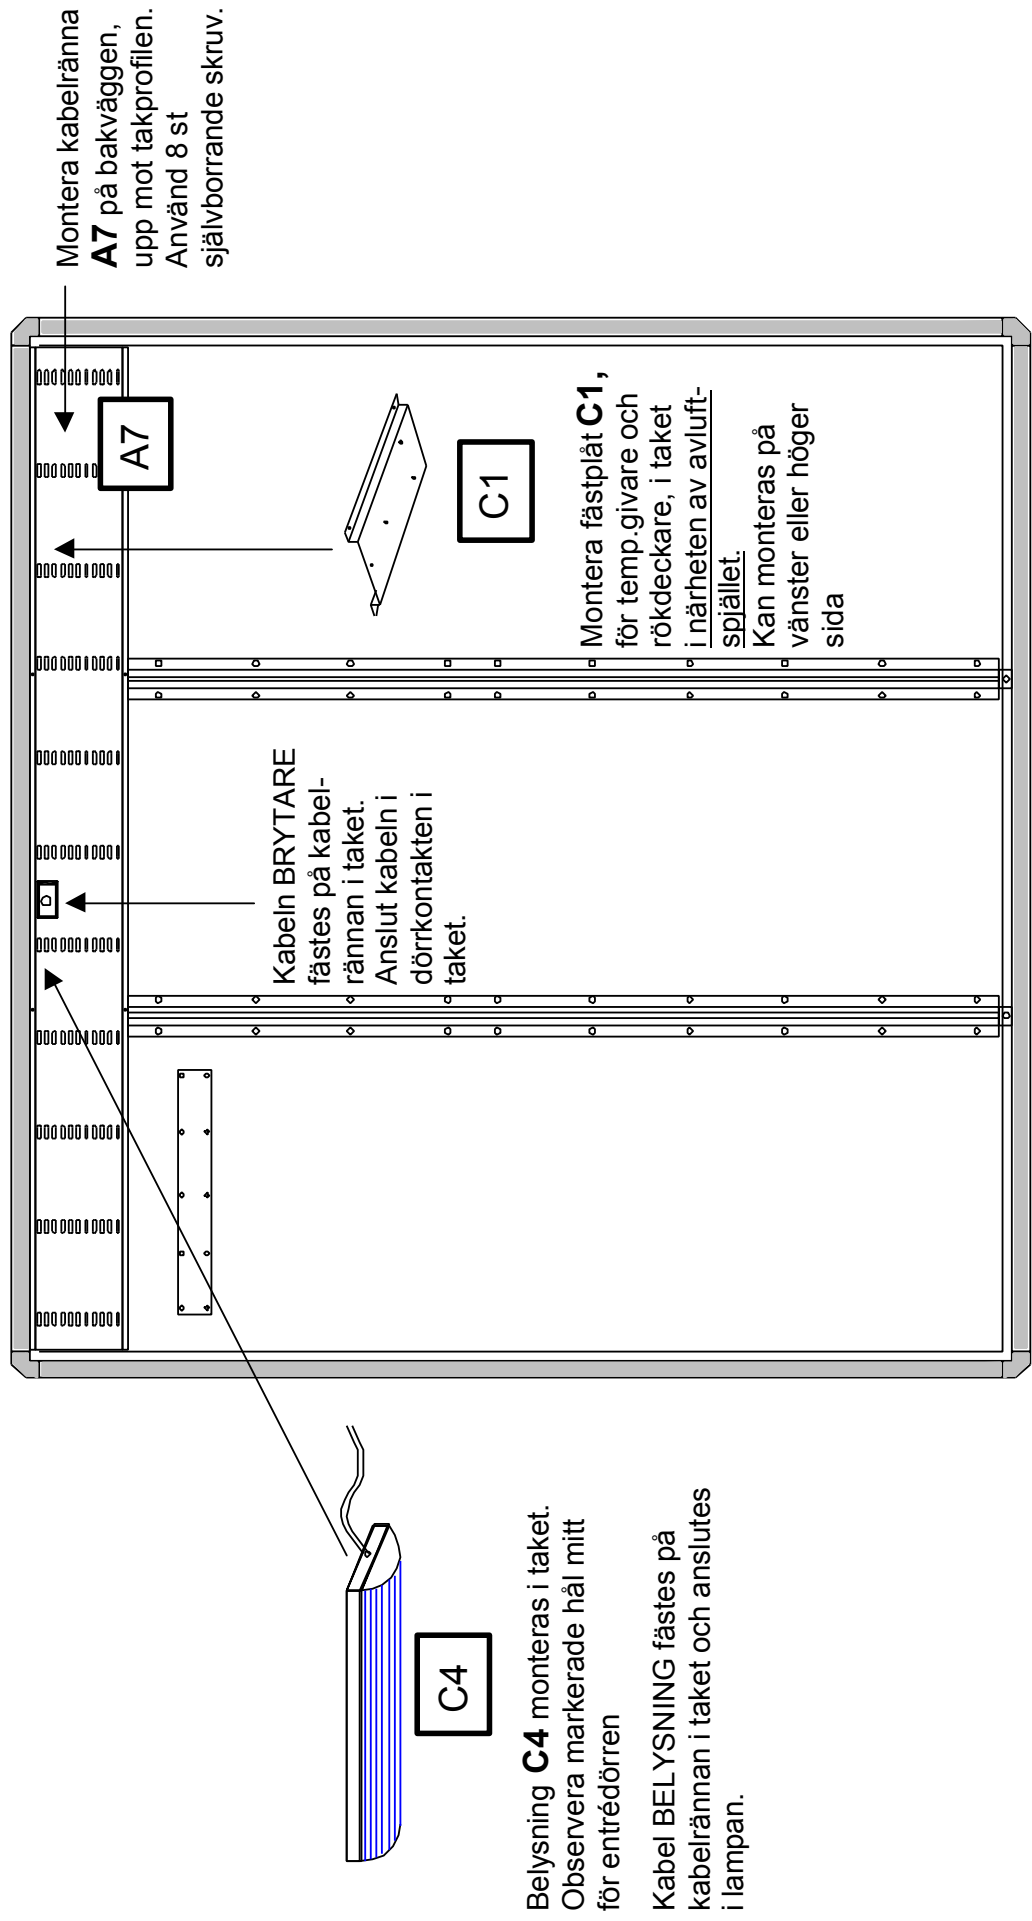 Montera kabelränna
A7 på bakväggen,
upp mot takprofilen.
Använd 8 st
självborrande skruv.
A7
C1
Montera fästplåt C1,
för temp.givare och
rökdeckare, i taket
i närheten av avluft-
spjället.
Kan monteras på
vänster eller höger
sida
Kabeln BRYTARE
fästes på kabel-
rännan i taket.
Anslut kabeln i
dörrkontakten i
taket.
C4
Belysning C4 monteras i taket.
Observera markerade hål mitt
för entrédörren
Kabel BELYSNING fästes på
kabelrännan i taket och anslutes
i lampan.